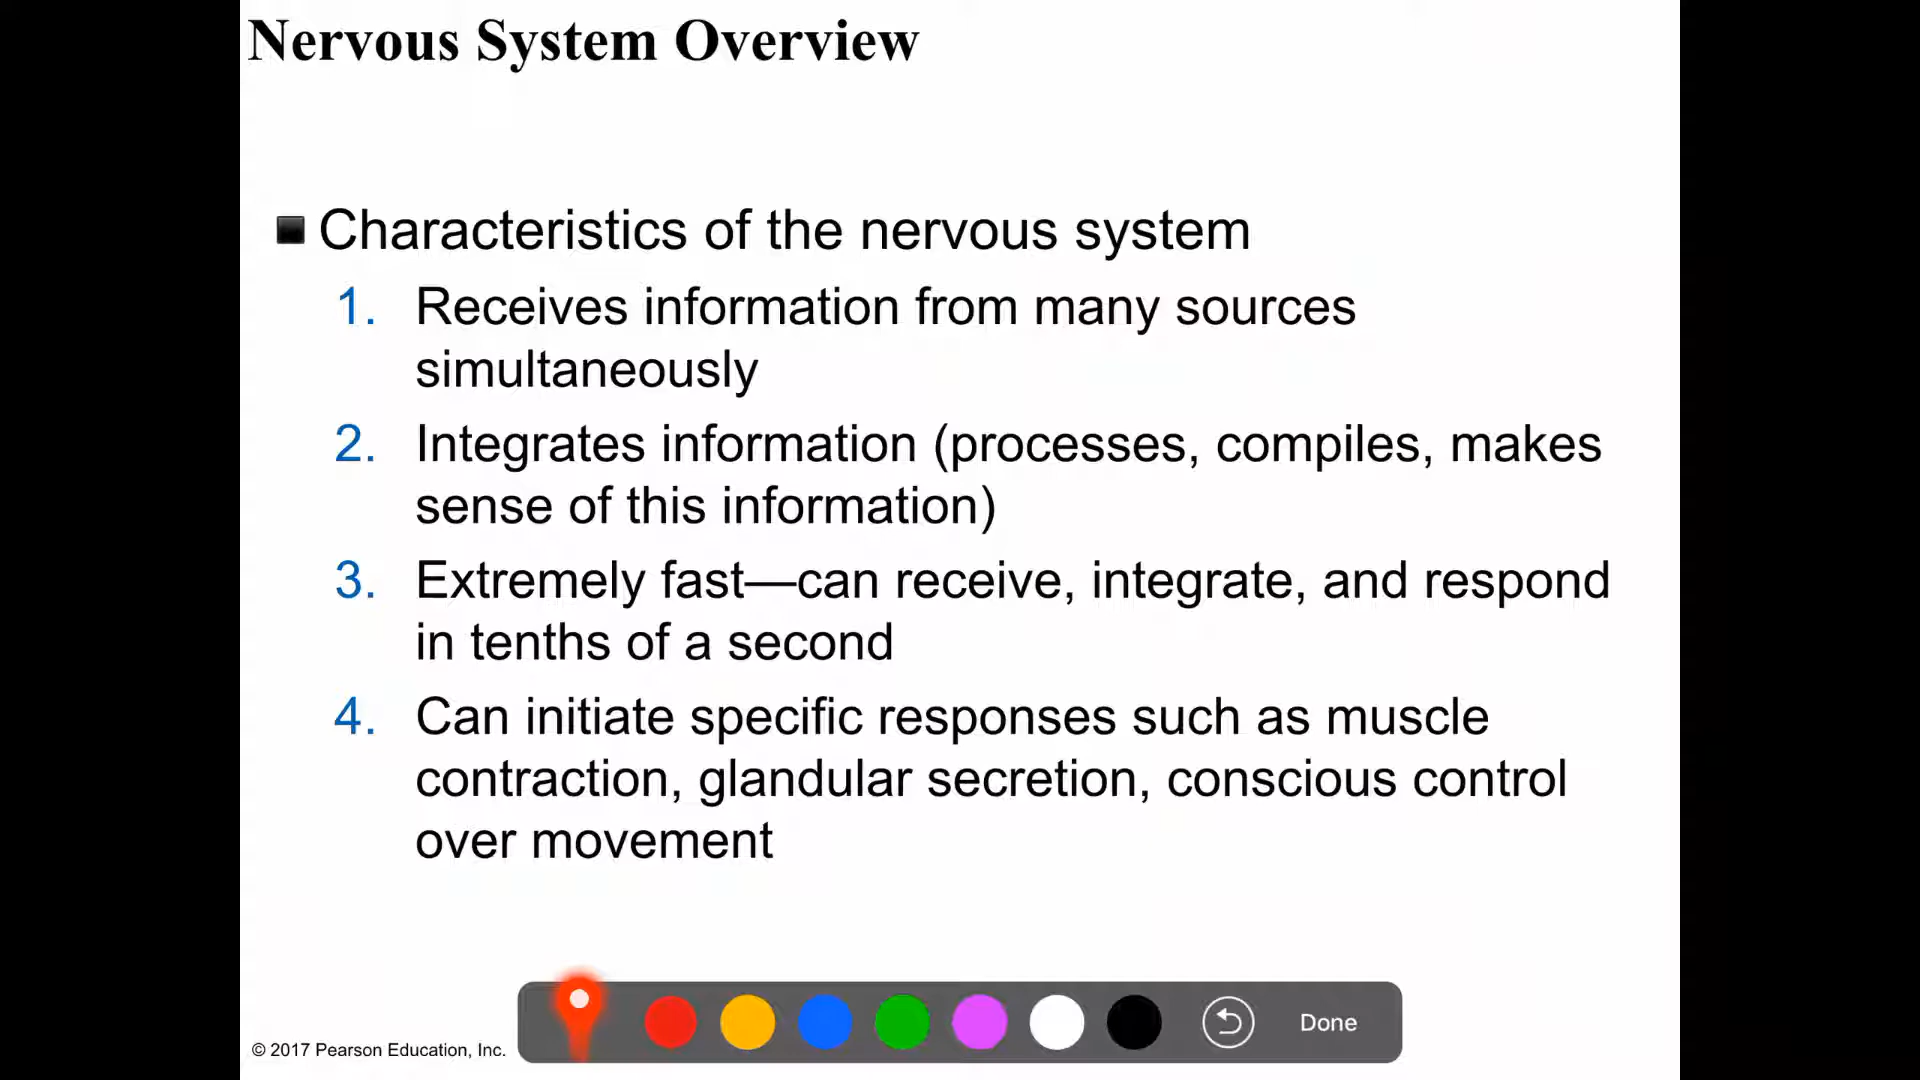 Nervous System Overview
Characteristics of the nervous system
1. Receives information from many sources
simultaneously
2. Integrates information (processes, compiles, makes
sense of this information)
3. Extremely fast—can receive, integrate, and respond
in tenths of a second
4. Can initiate specific responses such as muscle
contraction, glandular secretion, conscious control
over movement
Done
© 2017 Pearson Education, Inc.